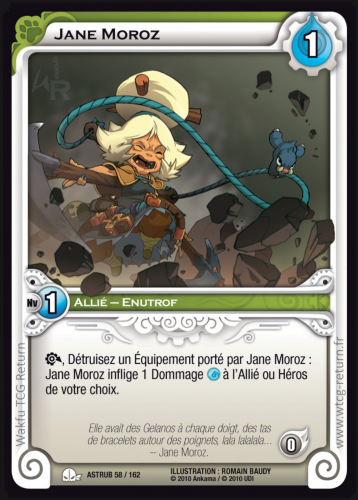 JANE MOROZ
1
Nv 1
ALLIÉ – ENUTROF
, Détruisez un Équipement porté par Jane Moroz :
Jane Moroz inflige 1 Dommage à l'Allié ou Héros
de votre choix.
Elle avait des Gelanos à chaque doigt, des tas
de bracelets autour des poignets, lala lalalala...
– Jane Moroz.
0
ASTRUB 58 / 162
ILLUSTRATION : ROMAIN BAUDY
© 2010 Ankama / © 2010 UDI
Wakfu TCG Return
www.wtcg-return.fr